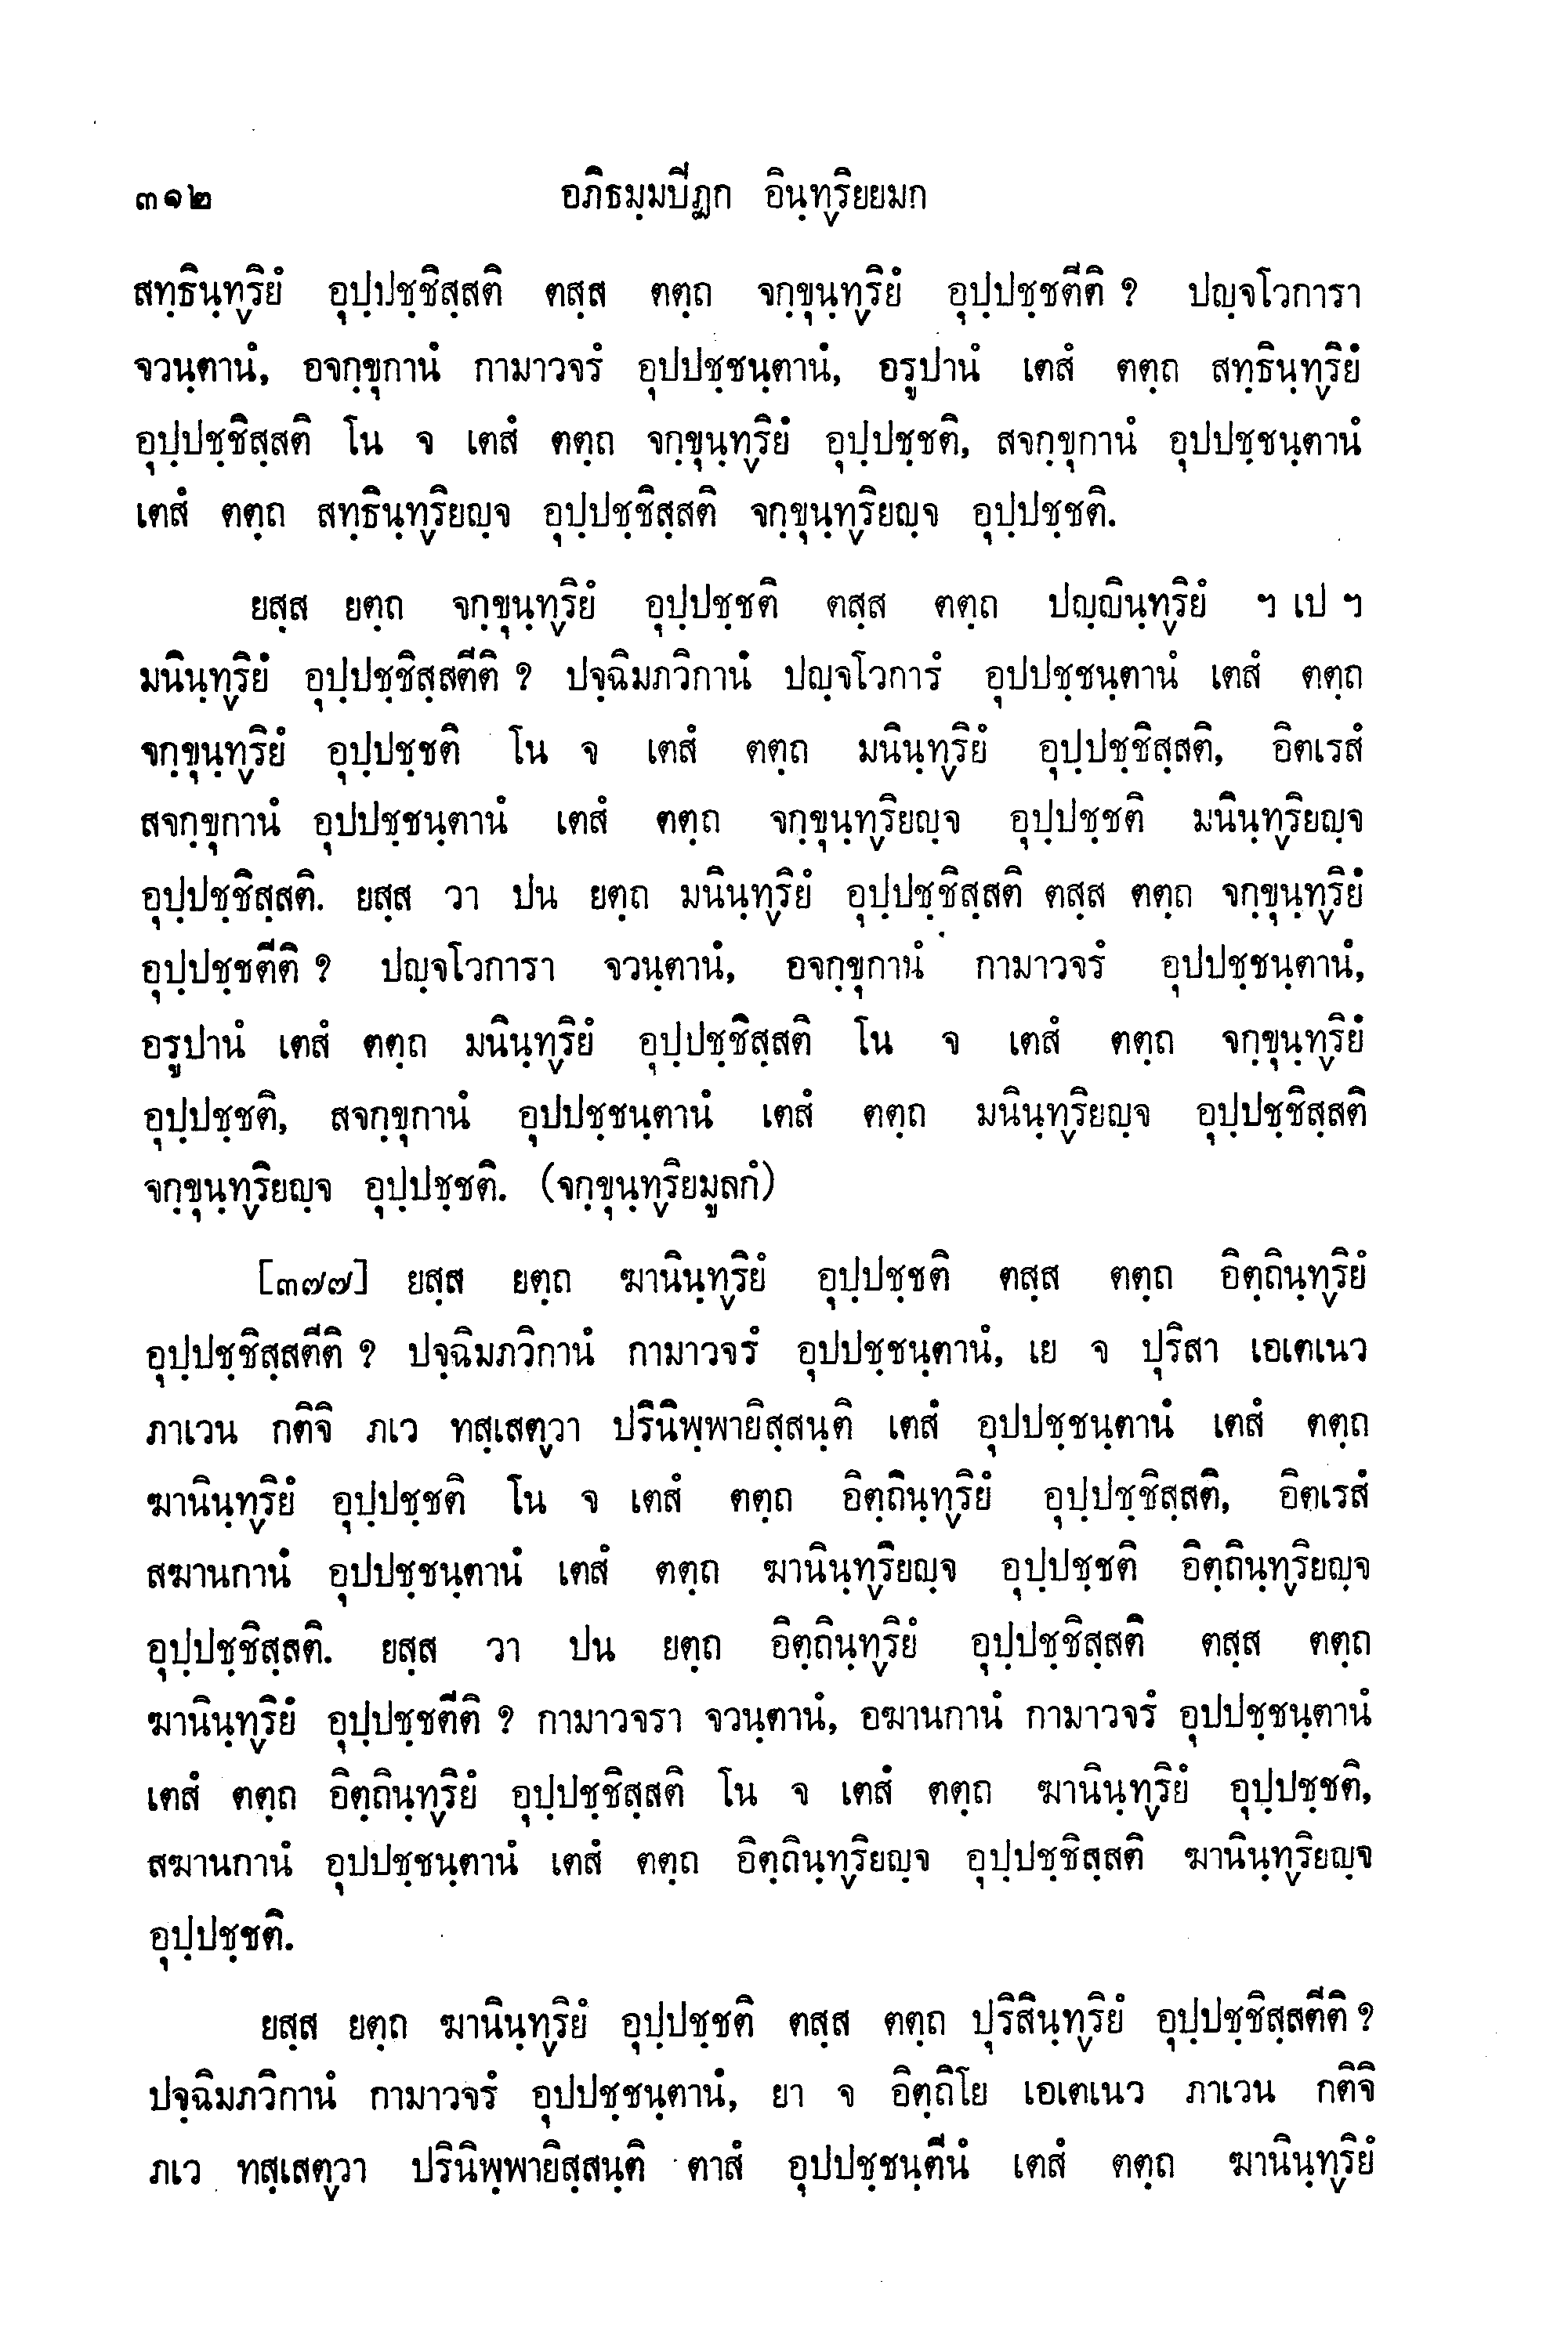 ๓๑๒ อภิธมฺมปีฏก อินฺทฺริยยมก
สทฺธินฺทฺริยํ อุปฺปชฺชิสฺสติ ตสฺส ตตฺถ จกฺขุนฺทฺริยํ อุปฺปชฺชตีติ ? ปญฺจโวการา
จวนฺตานํ, อจกฺขุกานํ กามาวจรํ อุปปชฺชนฺตานํ, อรูปานํ เตสํ ตตฺถ สทฺธินฺทฺริยํ
อุปฺปชฺชิสฺสติ โน จ เตสํ ตตฺถ จกฺขุนฺทฺริยํ อุปฺปชฺชติ, สจกฺขุกานํ อุปปชฺชนฺตานํ
เตสํ ตตฺถ สทฺธินฺทฺริยญฺจ อุปฺปชฺชิสฺสติ จกฺขุนฺทฺริยญฺจ อุปฺปชฺชติ.
ยสฺส ยตฺถ จกฺขุนฺทฺริยํ อุปฺปชฺชติ ตสฺส ตตฺถ ปญฺญินฺทฺริยํ ฯ เป ฯ
มนินฺทฺริยํ อุปฺปชฺชิสฺสตีติ ? ปจฺฉิมภวิกานํ ปญฺจโวการํ อุปปชฺชนฺตานํ เตสํ ตตฺถ
จกฺขุนฺทฺริยํ อุปฺปชฺชติ โน จ เตสํ ตตฺถ มนินฺทฺริยํ อุปฺปชฺชิสฺสติ, อิตเรสํ
สจกฺขุกานํ อุปปชฺชนฺตานํ เตสํ ตตฺถ จกฺขุนฺทฺริยญฺจ อุปฺปชฺชติ มนินฺทฺริยญฺจ
อุปฺปชฺชิสฺสติ. ยสฺส วา ปน ยตฺถ มนินฺทฺริยํ อุปฺปชฺชิสฺสติ ตสฺส ตตฺถ จกฺขุนฺทฺริยํ
อุปฺปชฺชตีติ ? ปญฺจโวการา จวนฺตานํ, อจกฺขุกานํ กามาวจรํ อุปปชฺชนฺตานํ,
อรูปานํ เตสํ ตตฺถ มนินฺทฺริยํ อุปฺปชฺชิสฺสติ โน จ เตสํ ตตฺถ จกฺขุนฺทฺริยํ
อุปฺปชฺชติ, สจกฺขุกานํ อุปปชฺชนฺตานํ เตสํ ตตฺถ มนินฺทฺริยญฺจ อุปฺปชฺชิสฺสติ
จกฺขุนฺทฺริยญฺจ อุปฺปชฺชติ. (จกฺขุนฺทฺริยมูลกํ)
[๓๗๗] ยสฺส ยตฺถ ฆานินฺทฺริยํ อุปฺปชฺชติ ตสฺส ตตฺถ อิตฺถินฺทฺริยํ
อุปฺปชฺชิสฺสตีติ ? ปจฺฉิมภวิกานํ กามาวจรํ อุปปชฺชนฺตานํ, เย จ ปุริสา เอเตเนว
ภาเวน กติจิ ภเว ทสฺเสตฺวา ปรินิพฺพายิสฺสนฺติ เตสํ อุปปชฺชนฺตานํ เตสํ ตตฺถ
ฆานินฺทฺริยํ อุปฺปชฺชติ โน จ เตสํ ตตฺถ อิตฺถินฺทฺริยํ อุปฺปชฺชิสฺสติ, อิตเรสํ
สฆานกานํ อุปปชฺชนฺตานํ เตสํ ตตฺถ ฆานินฺทฺริยญฺจ อุปฺปชฺชติ อิตฺถินฺทฺริยญฺจ
อุปฺปชฺชิสฺสติ. ยสฺส วา ปน ยตฺถ อิตฺถินฺทฺริยํ อุปฺปชฺชิสฺสติ ตสฺส ตตฺถ
ฆานินฺทฺริยํ อุปฺปชฺชตีติ ? กามาวจรา จวนฺตานํ, อฆานกานํ กามาวจรํ อุปปชฺชนฺตานํ
เตสํ ตตฺถ อิตฺถินฺทฺริยํ อุปฺปชฺชิสฺสติ โน จ เตสํ ตตฺถ ฆานินฺทฺริยํ อุปฺปชฺชติ,
สฆานกานํ อุปปชฺชนฺตานํ เตสํ ตตฺถ อิตฺถินฺทฺริยญฺจ อุปฺปชฺชิสฺสติ ฆานินฺทฺริยญฺจ
อุปฺปชฺชติ.
ยสฺส ยตฺถ ฆานินฺทฺริยํ อุปฺปชฺชติ ตสฺส ตตฺถ ปุริสินฺทฺริยํ อุปฺปชฺชิสฺสตีติ ?
ปจฺฉิมภวิกานํ กามาวจรํ อุปปชฺชนฺตานํ, ยา จ อิตฺถิโย เอเตเนว ภาเวน กติจิ
ภเว ทสฺเสตฺวา ปรินิพฺพายิสฺสนฺติ ตาสํ อุปปชฺชนฺตีนํ เตสํ ตตฺถ ฆานินฺทฺริยํ